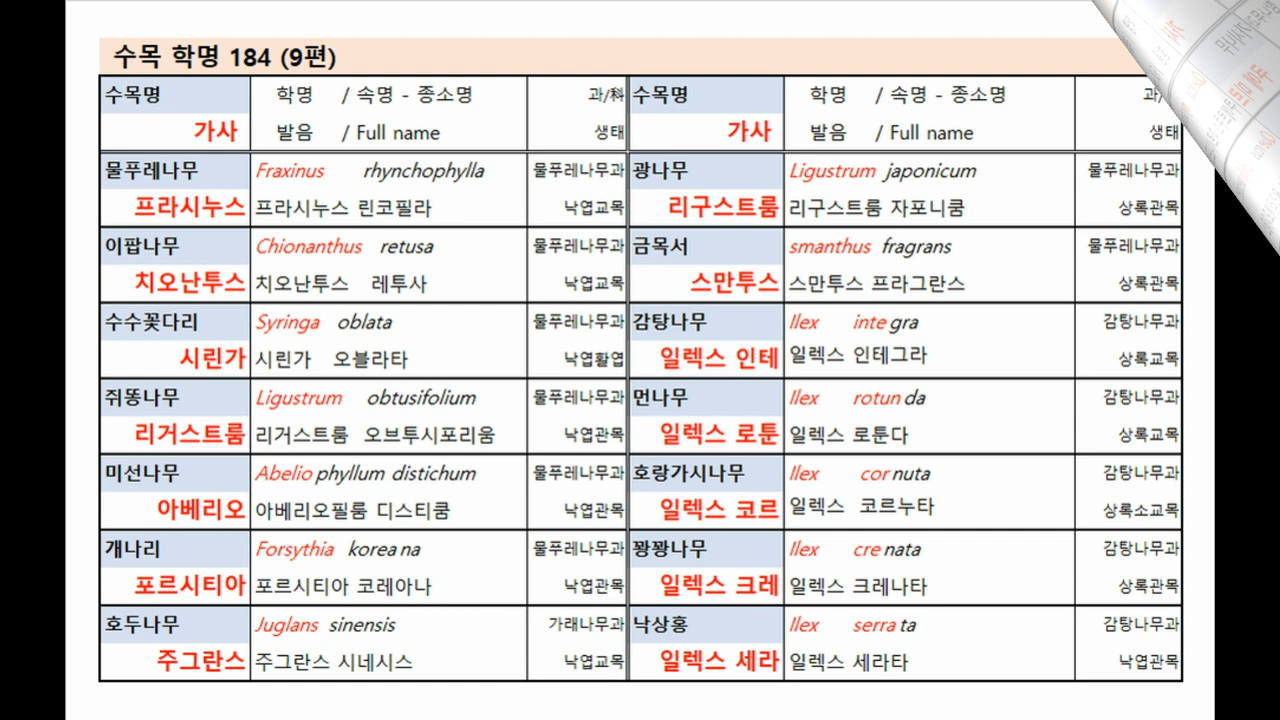 수목 학명 184 (9편)
수목명 학명 / 속명 - 종소명 과/科 수목명 학명 / 속명 - 종소명 과/
가사 발음 / Full name 생태 가사 발음 / Full name 생태
물푸레나무 Fraxinus rhynchophylla 물푸레나무과 광나무 Ligustrum japonicum 물푸레나무과
프라시누스 프라시누스 린코필라 낙엽교목 리구스트룸 리구스트룸 자포니쿰 상록관목
이팝나무 Chionanthus retusa 물푸레나무과 금목서 smanthus fragrans 물푸레나무과
치오난투스 치오난투스 레투사 낙엽교목 스만투스 스만투스 프라그란스 상록관목
수수꽃다리 Syringa oblata 물푸레나무과 감탕나무 Ilex integra 감탕나무과
시린가 시린가 오블라타 낙엽활엽 일렉스 인테 일렉스 인테그라 상록교목
쥐똥나무 Ligustrum obtusifolium 물푸레나무과 먼나무 Ilex rotunda 감탕나무과
리거스트룸 리거스트룸 오브투시포리움 낙엽관목 일렉스 로툰 일렉스 로툰다 상록교목
미선나무 Abeliophyllum distichum 물푸레나무과 호랑가시나무 Ilex cornuta 감탕나무과
아베리오 아베리오필룸 디스티쿰 낙엽관목 일렉스 코르 일렉스 코르누타 상록소교목
개나리 Forsythia koreana 물푸레나무과 꽝꽝나무 Ilex crenata 감탕나무과
포르시티아 포르시티아 코레아나 낙엽관목 일렉스 크레 일렉스 크레나타 상록관목
호두나무 Juglans sinensis 가래나무과 낙상홍 Ilex serrata 감탕나무과
주그란스 주그란스 시네시스 낙엽교목 일렉스 세라 일렉스 세라타 낙엽관목